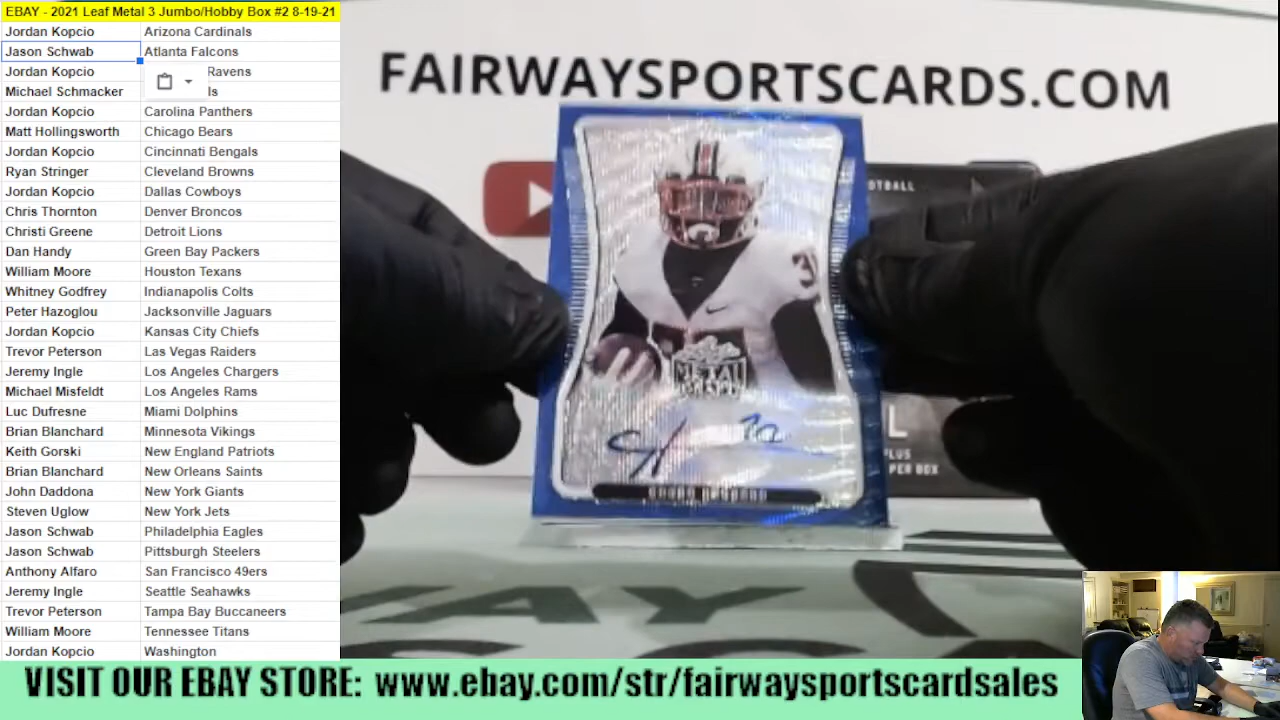 EBAY - 2021 Leaf Metal 3 Jumbo/Hobby Box #2 8-19-21
Jordan Kopcio Arizona Cardinals
Jason Schwab Atlanta Falcons
Jordan Kopcio Ravens
Michael Schmacker ls
Jordan Kopcio Carolina Panthers
Matt Hollingsworth Chicago Bears
Jordan Kopcio Cincinnati Bengals
Ryan Stringer Cleveland Browns
Jordan Kopcio Dallas Cowboys
Chris Thornton Denver Broncos
Christi Greene Detroit Lions
Dan Handy Green Bay Packers
William Moore Houston Texans
Whitney Godfrey Indianapolis Colts
Peter Hazoglou Jacksonville Jaguars
Jordan Kopcio Kansas City Chiefs
Trevor Peterson Las Vegas Raiders
Jeremy Ingle Los Angeles Chargers
Michael Misfeldt Los Angeles Rams
Luc Dufresne Miami Dolphins
Brian Blanchard Minnesota Vikings
Keith Gorski New England Patriots
Brian Blanchard New Orleans Saints
John Daddona New York Giants
Steven Uglow New York Jets
Jason Schwab Philadelphia Eagles
Jason Schwab Pittsburgh Steelers
Anthony Alfaro San Francisco 49ers
Jeremy Ingle Seattle Seahawks
Trevor Peterson Tampa Bay Buccaneers
William Moore Tennessee Titans
Jordan Kopcio Washington
FAIRWAYSPORTSCARDS.COM
METAL
PLUS
PER BOX
VISIT OUR EBAY STORE: www.ebay.com/str/fairwaysportscardsales